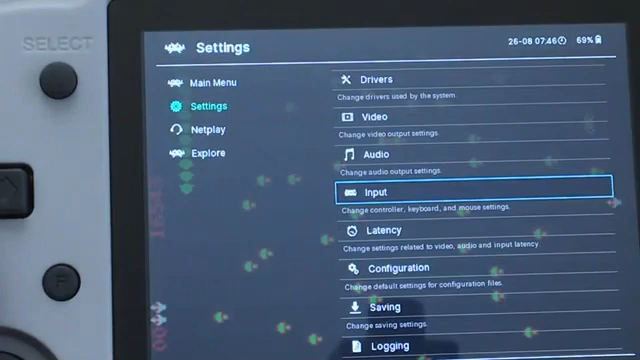 SELECT
Settings
26-08 07:46
69%
Main Menu
Settings
Netplay
Explore
Drivers
Change drivers used by the system.
Video
Change video output settings.
Audio
Change audio output settings.
Input
Change controller, keyboard, and mouse settings.
Latency
Change settings related to video, audio and input latency
Configuration
Change default settings for configuration files.
Saving
Change saving settings.
Logging
F